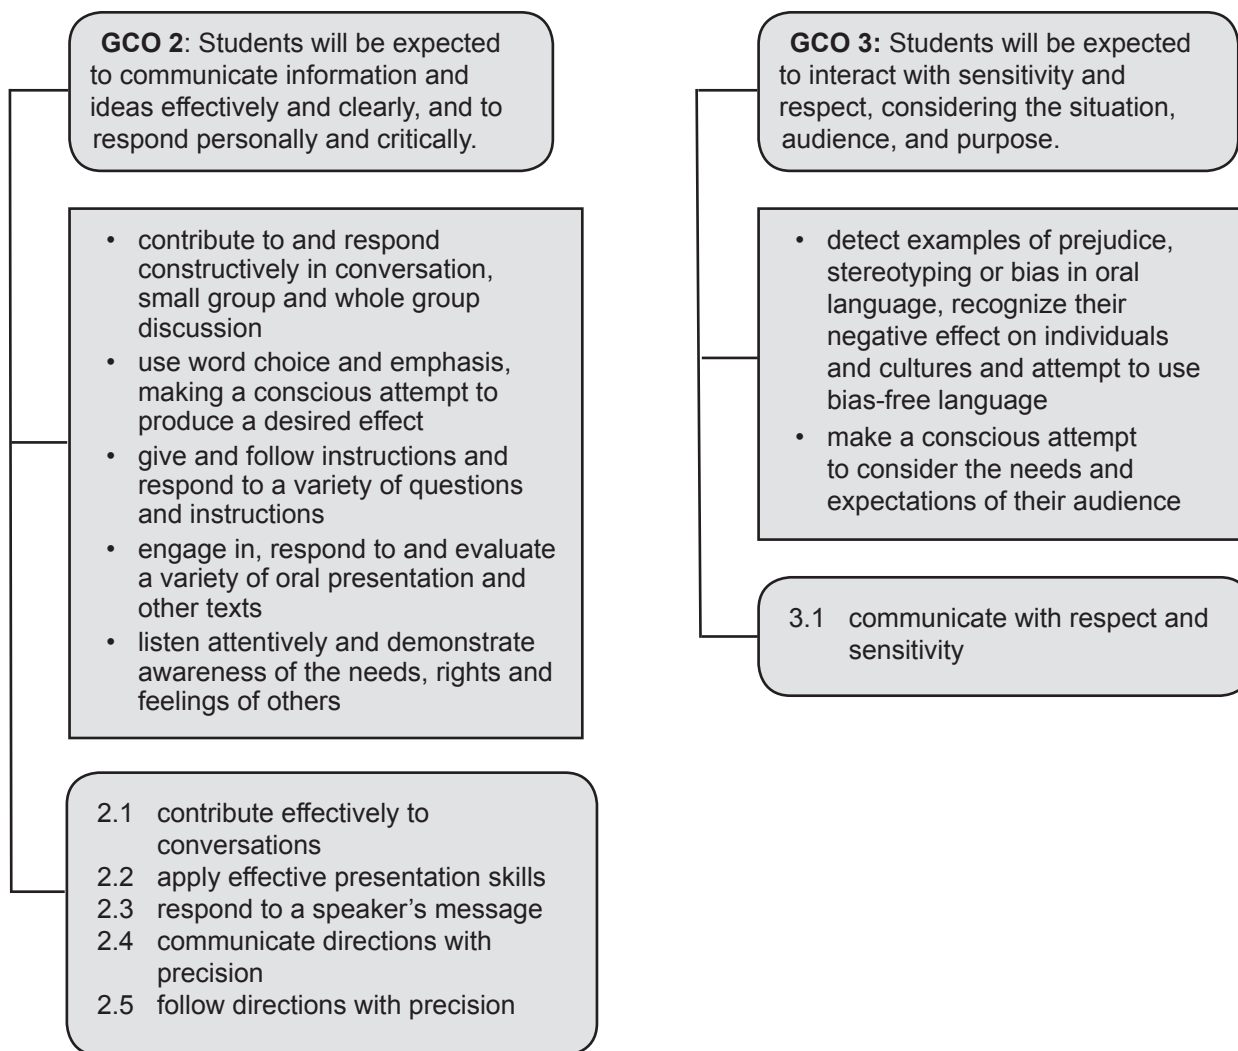 GCO 2: Students will be expected
to communicate information and
ideas effectively and clearly, and to
respond personally and critically.
• contribute to and respond
constructively in conversation,
small group and whole group
discussion
• use word choice and emphasis,
making a conscious attempt to
produce a desired effect
• give and follow instructions and
respond to a variety of questions
and instructions
• engage in, respond to and evaluate
a variety of oral presentation and
other texts
• listen attentively and demonstrate
awareness of the needs, rights and
feelings of others
2.1 contribute effectively to
conversations
2.2 apply effective presentation skills
2.3 respond to a speaker’s message
2.4 communicate directions with
precision
2.5 follow directions with precision
GCO 3: Students will be expected
to interact with sensitivity and
respect, considering the situation,
audience, and purpose.
• detect examples of prejudice,
stereotyping or bias in oral
language, recognize their
negative effect on individuals
and cultures and attempt to use
bias-free language
• make a conscious attempt
to consider the needs and
expectations of their audience
3.1 communicate with respect and
sensitivity